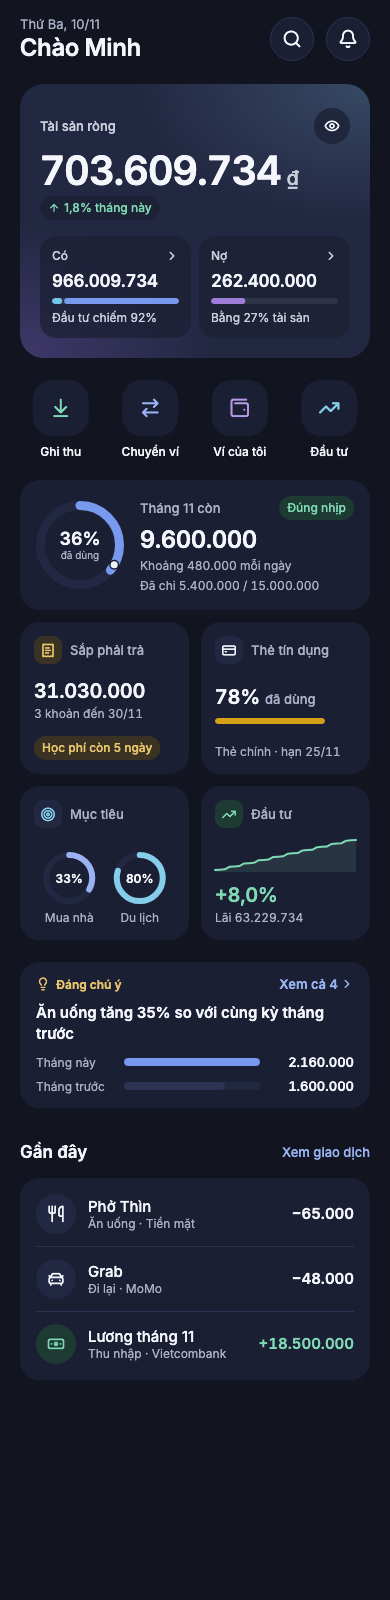 Thứ Ba, 10/11
Chào Minh
Tài sản ròng
703.609.734 ₫
↑ 1,8% tháng này
Có
966.009.734
Đầu tư chiếm 92%
Nợ
262.400.000
Bằng 27% tài sản
Ghi thu
Chuyển ví
Ví của tôi
Đầu tư
36%
đã dùng
Tháng 11 còn
Đúng nhịp
9.600.000
Khoảng 480.000 mỗi ngày
Đã chi 5.400.000 / 15.000.000
Sắp phải trả
31.030.000
3 khoản đến 30/11
Học phí còn 5 ngày
Thẻ tín dụng
78% đã dùng
Thẻ chính · hạn 25/11
Mục tiêu
33%
Mua nhà
80%
Du lịch
Đầu tư
+8,0%
Lãi 63.229.734
Đáng chú ý
Xem cả 4
Ăn uống tăng 35% so với cùng kỳ tháng
trước
Tháng này 2.160.000
Tháng trước 1.600.000
Gần đây
Xem giao dịch
Phở Thìn
Ăn uống · Tiền mặt
−65.000
Grab
Đi lại · MoMo
−48.000
Lương tháng 11
Thu nhập · Vietcombank
+18.500.000